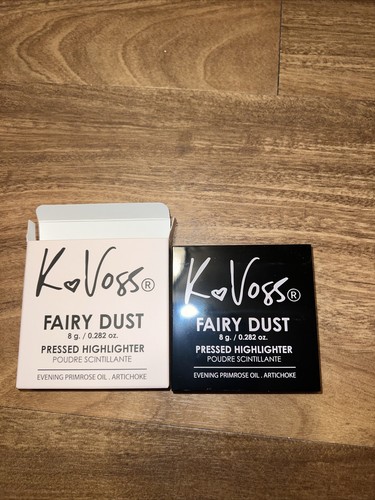 K♡Voss®
FAIRY DUST
8 g. / 0.282 oz.
PRESSED HIGHLIGHTER
POUDRE SCINTILLANTE
EVENING PRIMROSE OIL . ARTICHOKE
K♡Voss®
FAIRY DUST
8 g. / 0.282 oz.
PRESSED HIGHLIGHTER
POUDRE SCINTILLANTE
EVENING PRIMROSE OIL . ARTICHOKE